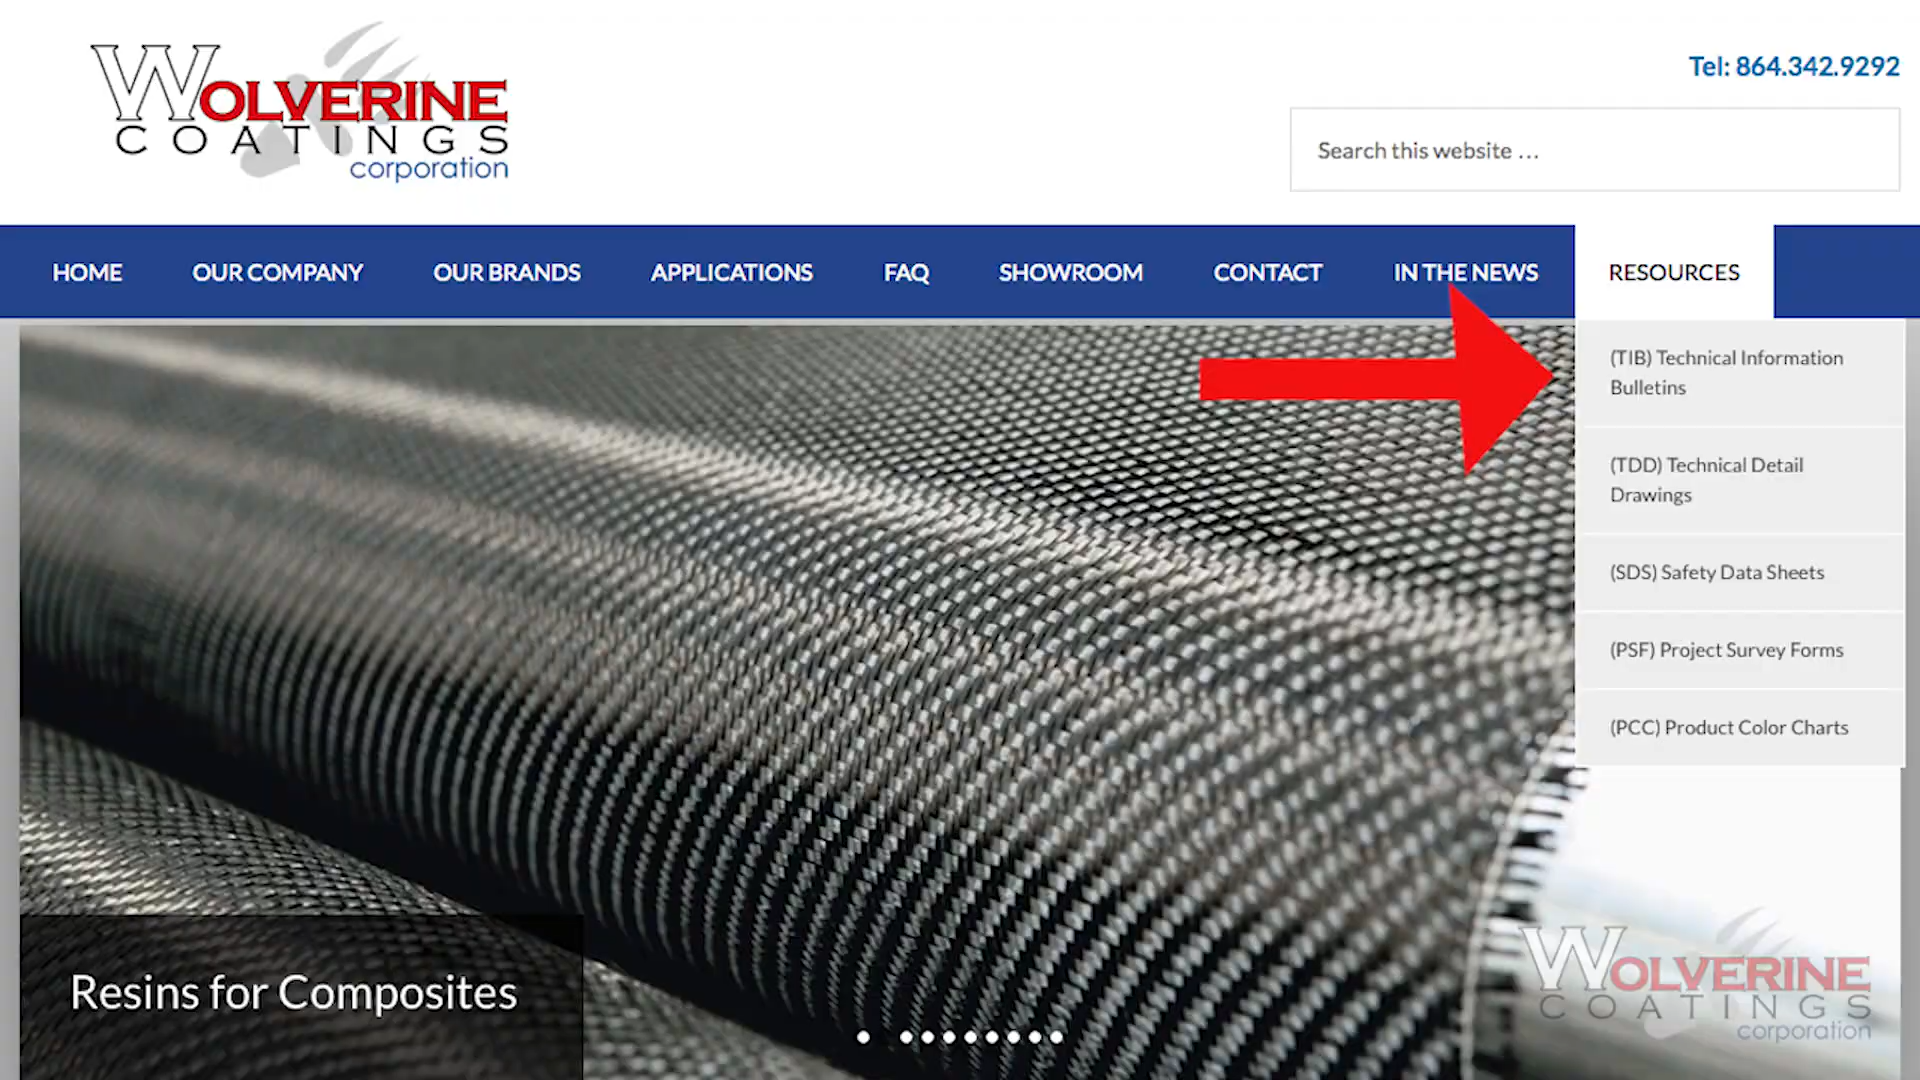 WOLVERINE
COATINGS
corporation
Tel: 864.342.9292
Search this website ...
HOME OUR COMPANY OUR BRANDS APPLICATIONS FAQ SHOWROOM CONTACT IN THE NEWS RESOURCES
(TIB) Technical Information
Bulletins
(TDD) Technical Detail
Drawings
(SDS) Safety Data Sheets
(PSF) Project Survey Forms
(PCC) Product Color Charts
Resins for Composites
WOLVERINE
COATINGS
corporation